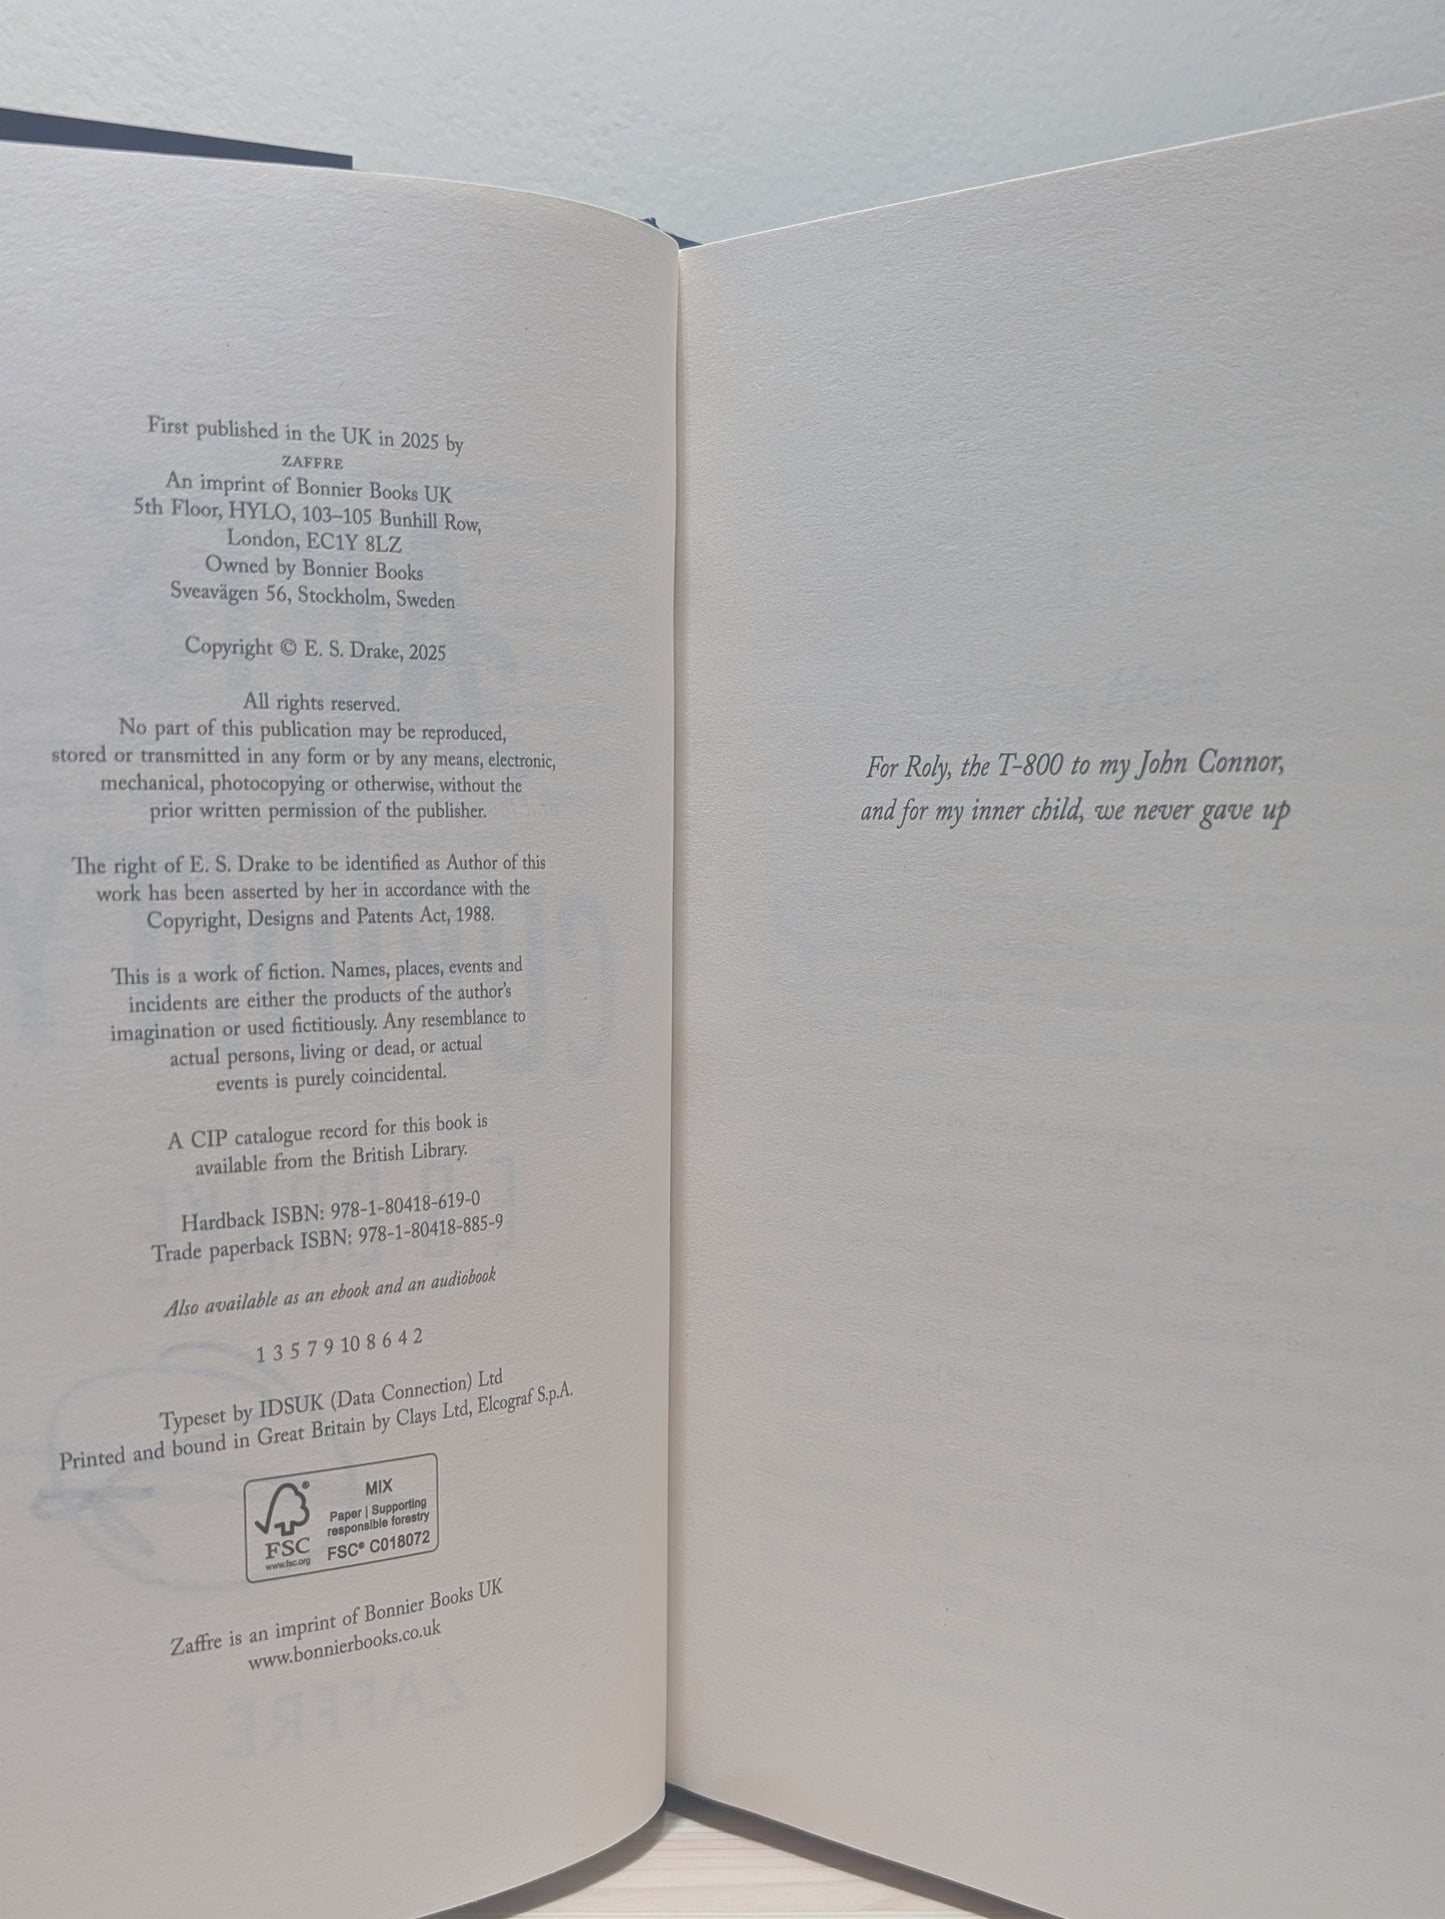 First published in the UK in 2025 by
ZAFFRE
An imprint of Bonnier Books UK
5th Floor, HYLO, 103–105 Bunhill Row,
London, EC1Y 8LZ
Owned by Bonnier Books
Sveavägen 56, Stockholm, Sweden
Copyright © E. S. Drake, 2025
All rights reserved.
No part of this publication may be reproduced,
stored or transmitted in any form or by any means, electronic,
mechanical, photocopying or otherwise, without the
prior written permission of the publisher.
The right of E. S. Drake to be identified as Author of this
work has been asserted by her in accordance with the
Copyright, Designs and Patents Act, 1988.
This is a work of fiction. Names, places, events and
incidents are either the products of the author's
imagination or used fictitiously. Any resemblance to
actual persons, living or dead, or actual
events is purely coincidental.
A CIP catalogue record for this book is
available from the British Library.
Hardback ISBN: 978-1-80418-619-0
Trade paperback ISBN: 978-1-80418-885-9
Also available as an ebook and an audiobook
1 3 5 7 9 10 8 6 4 2
Typeset by IDSUK (Data Connection) Ltd
Printed and bound in Great Britain by Clays Ltd, Elcograf S.p.A.
MIX
Paper | Supporting
responsible forestry
FSC® C018072
FSC
www.fsc.org
Zaffre is an imprint of Bonnier Books UK
www.bonnierbooks.co.uk
For Roly, the T-800 to my John Connor,
and for my inner child, we never gave up